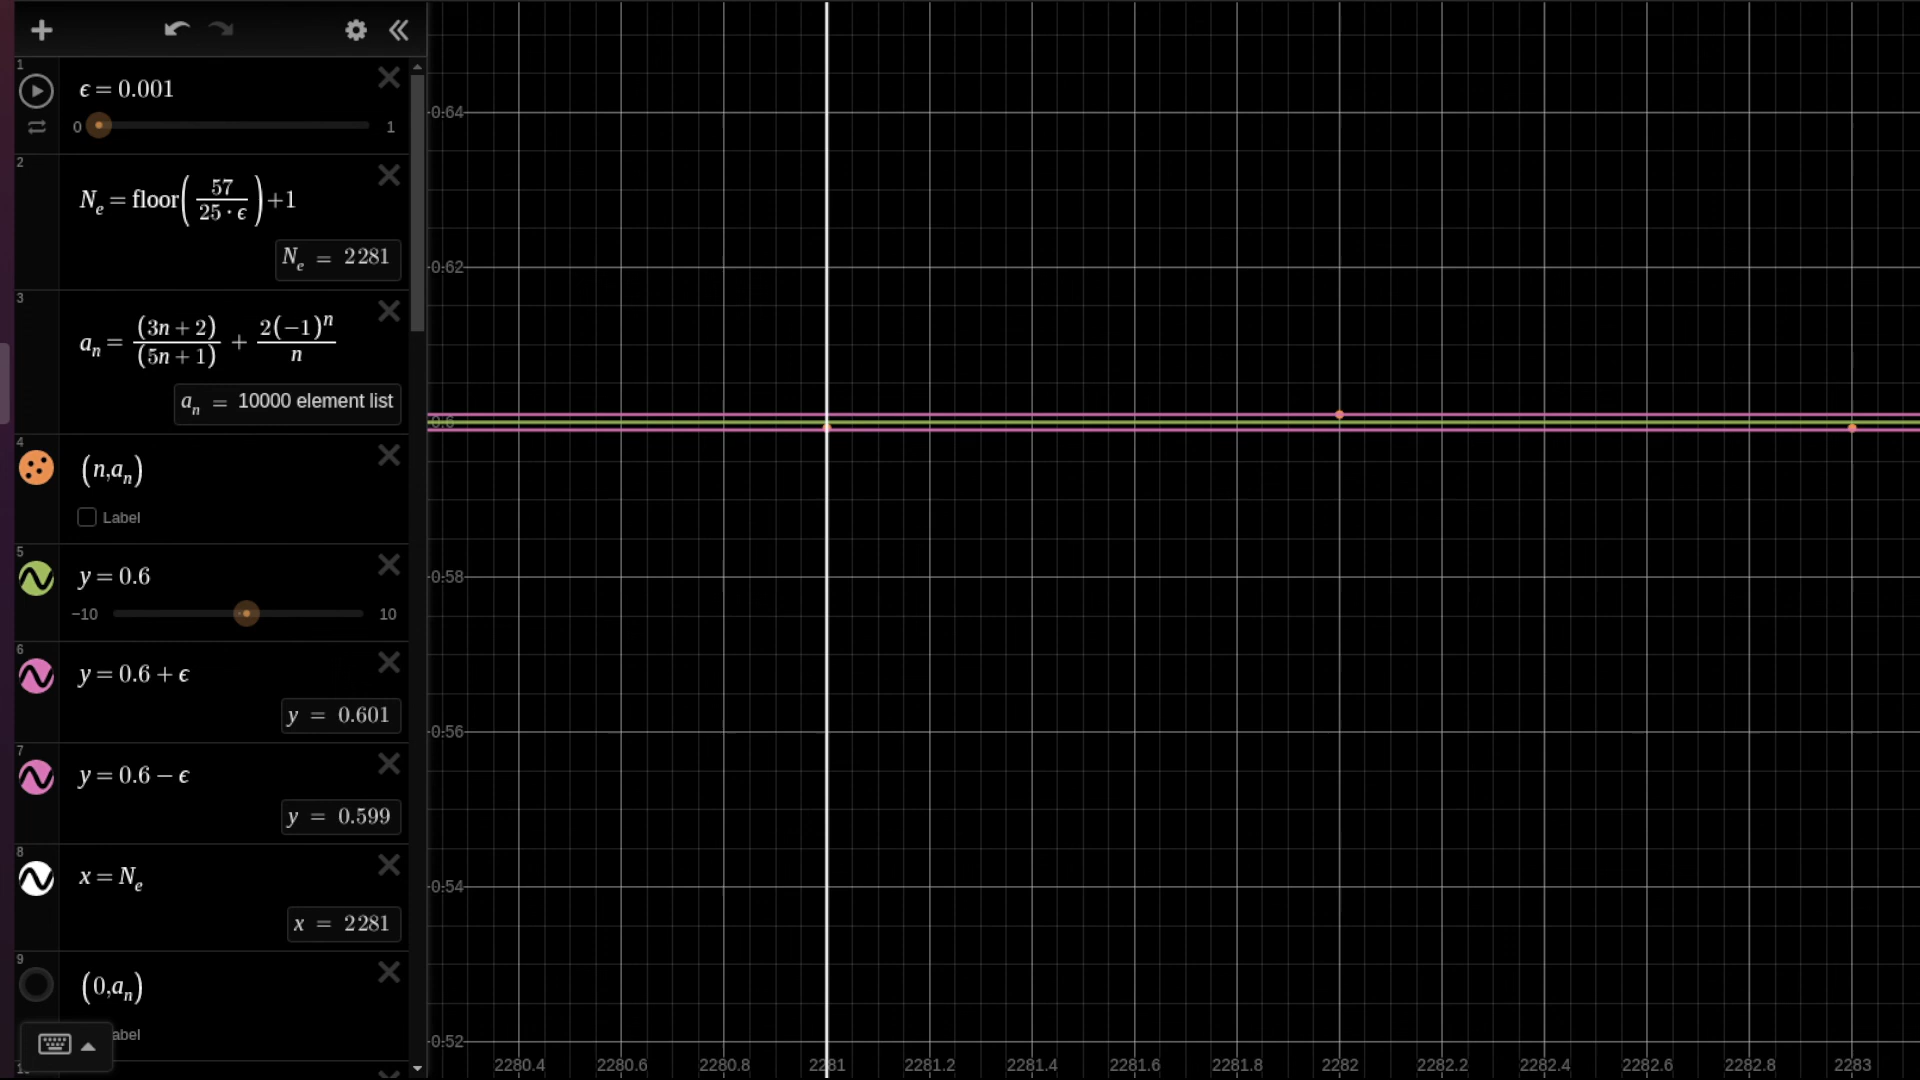 1
ϵ = 0.001
0 1
2
N_e = floor(57/(25 · ϵ)) + 1
N_e = 2281
3
a_n = (3n + 2)/(5n + 1) + 2(−1)^n/n
a_n = 10000 element list
4
(n, a_n)
Label
5
y = 0.6
−10 10
6
y = 0.6 + ϵ
y = 0.601
7
y = 0.6 − ϵ
y = 0.599
8
x = N_e
x = 2281
9
(0, a_n)
abel
0.64
0.62
0.6
0.58
0.56
0.54
0.52
2280.4 2280.6 2280.8 2281 2281.2 2281.4 2281.6 2281.8 2282 2282.2 2282.4 2282.6 2282.8 2283